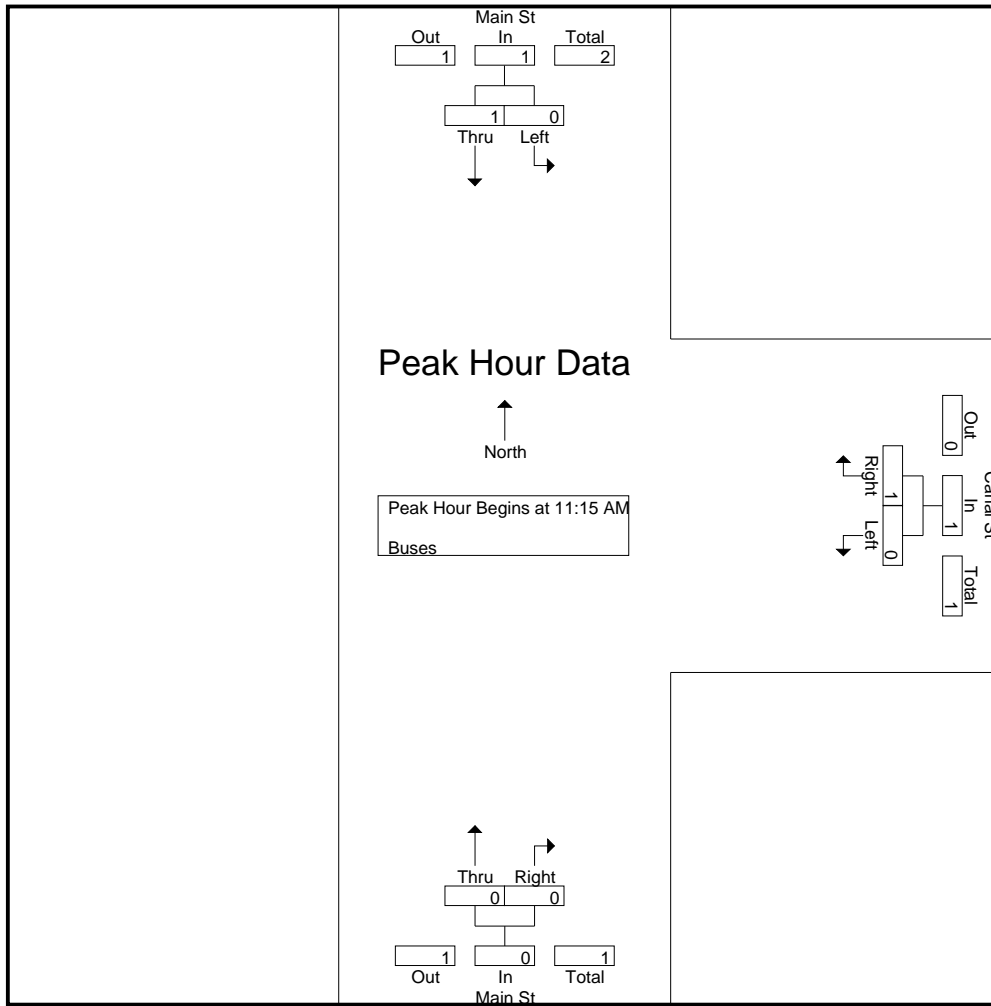 Main St
Out In Total
1 1 2
1 0
Thru Left
Peak Hour Data
North
Peak Hour Begins at 11:15 AM
Buses
Out
0
In
1
Total
1
Right
1
Left
0
Thru Right
0 0
1 0 1
Out In Total
Main St